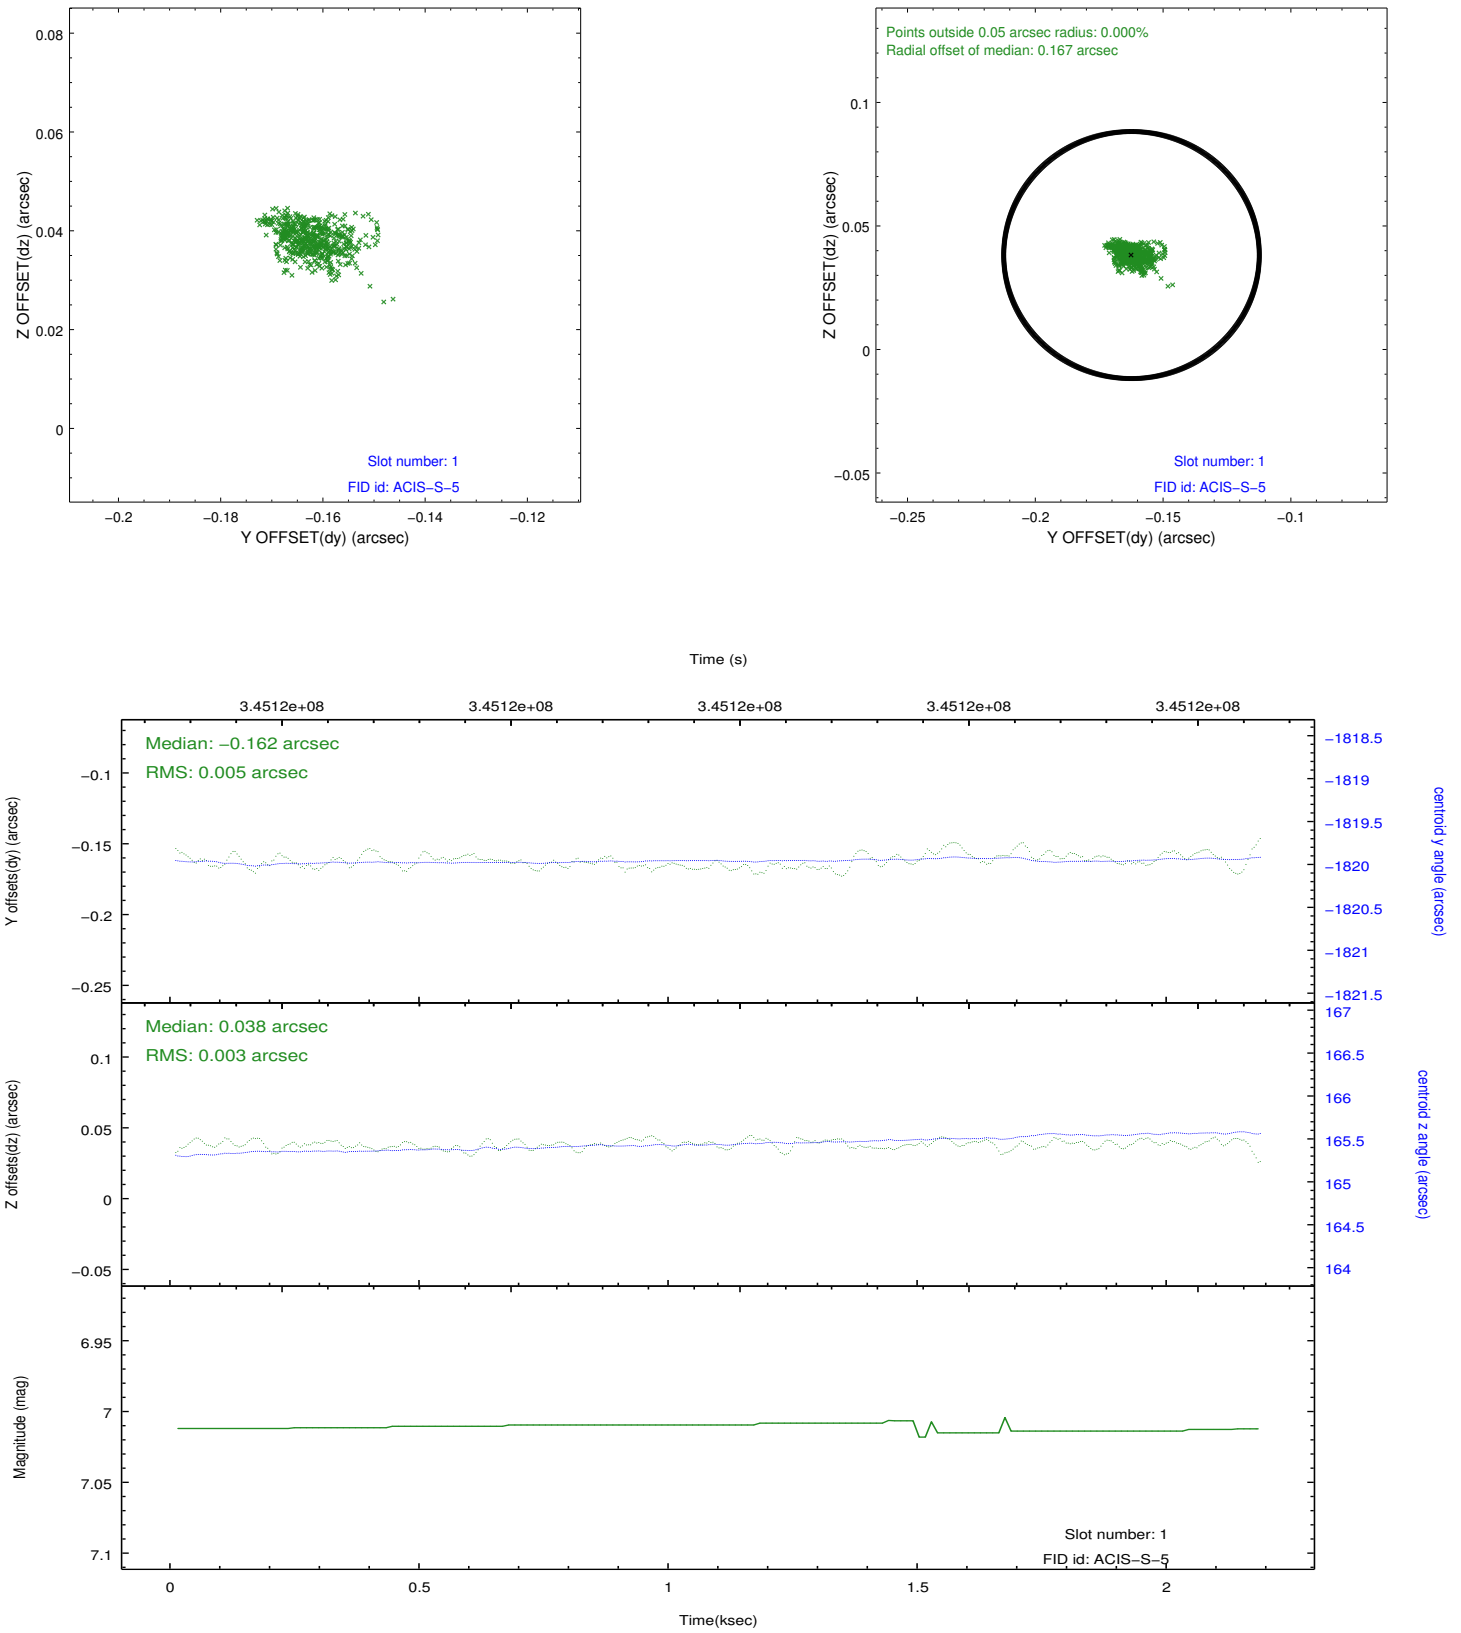 0.08
0.06
0.04
0.02
0
Z OFFSET(dz) (arcsec)
Slot number: 1
FID id: ACIS−S−5
−0.2 −0.18 −0.16 −0.14 −0.12
Y OFFSET(dy) (arcsec)
Points outside 0.05 arcsec radius: 0.000%
Radial offset of median: 0.167 arcsec
0.1
0.05
0
−0.05
Z OFFSET(dz) (arcsec)
Slot number: 1
FID id: ACIS−S−5
−0.25 −0.2 −0.15 −0.1
Y OFFSET(dy) (arcsec)
Time (s)
3.4512e+08 3.4512e+08 3.4512e+08 3.4512e+08 3.4512e+08
Median: −0.162 arcsec
RMS: 0.005 arcsec
−0.1
−0.15
−0.2
−0.25
Y offsets(dy) (arcsec)
−1818.5
−1819
−1819.5
−1820
−1820.5
−1821
−1821.5
centroid y angle (arcsec)
Median: 0.038 arcsec
RMS: 0.003 arcsec
0.1
0.05
0
−0.05
Z offsets(dz) (arcsec)
167
166.5
166
165.5
165
164.5
164
centroid z angle (arcsec)
6.95
7
7.05
7.1
Magnitude (mag)
Slot number: 1
FID id: ACIS−S−5
0 0.5 1 1.5 2
Time(ksec)